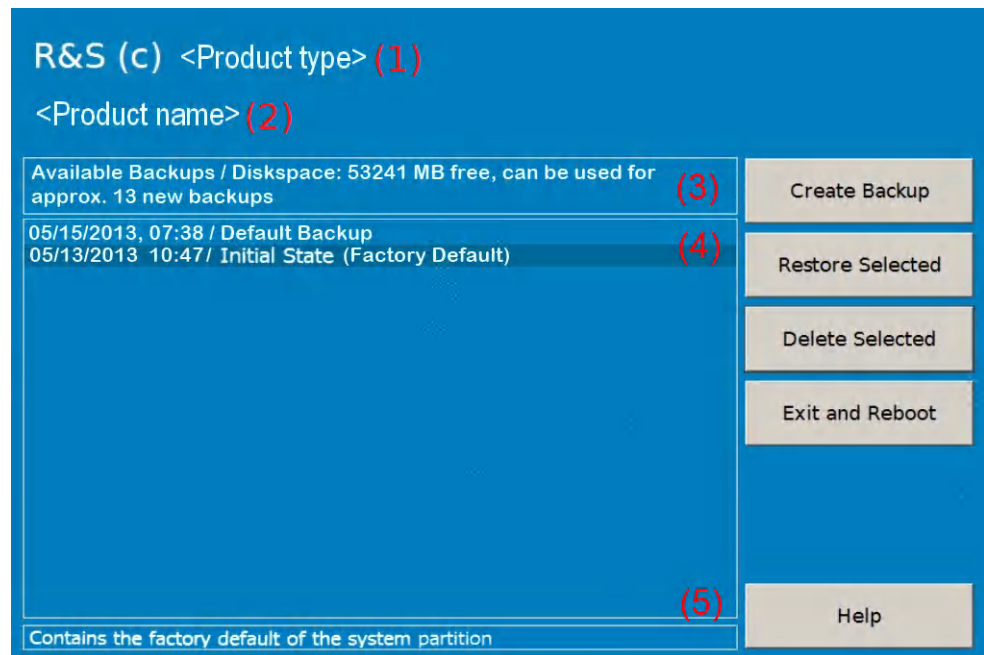 R&S (c) <Product type> (1)
<Product name> (2)
Available Backups / Diskspace: 53241 MB free, can be used for
approx. 13 new backups
(3)
05/15/2013, 07:38 / Default Backup
05/13/2013 10:47/ Initial State (Factory Default)
(4)
(5)
Contains the factory default of the system partition
Create Backup
Restore Selected
Delete Selected
Exit and Reboot
Help